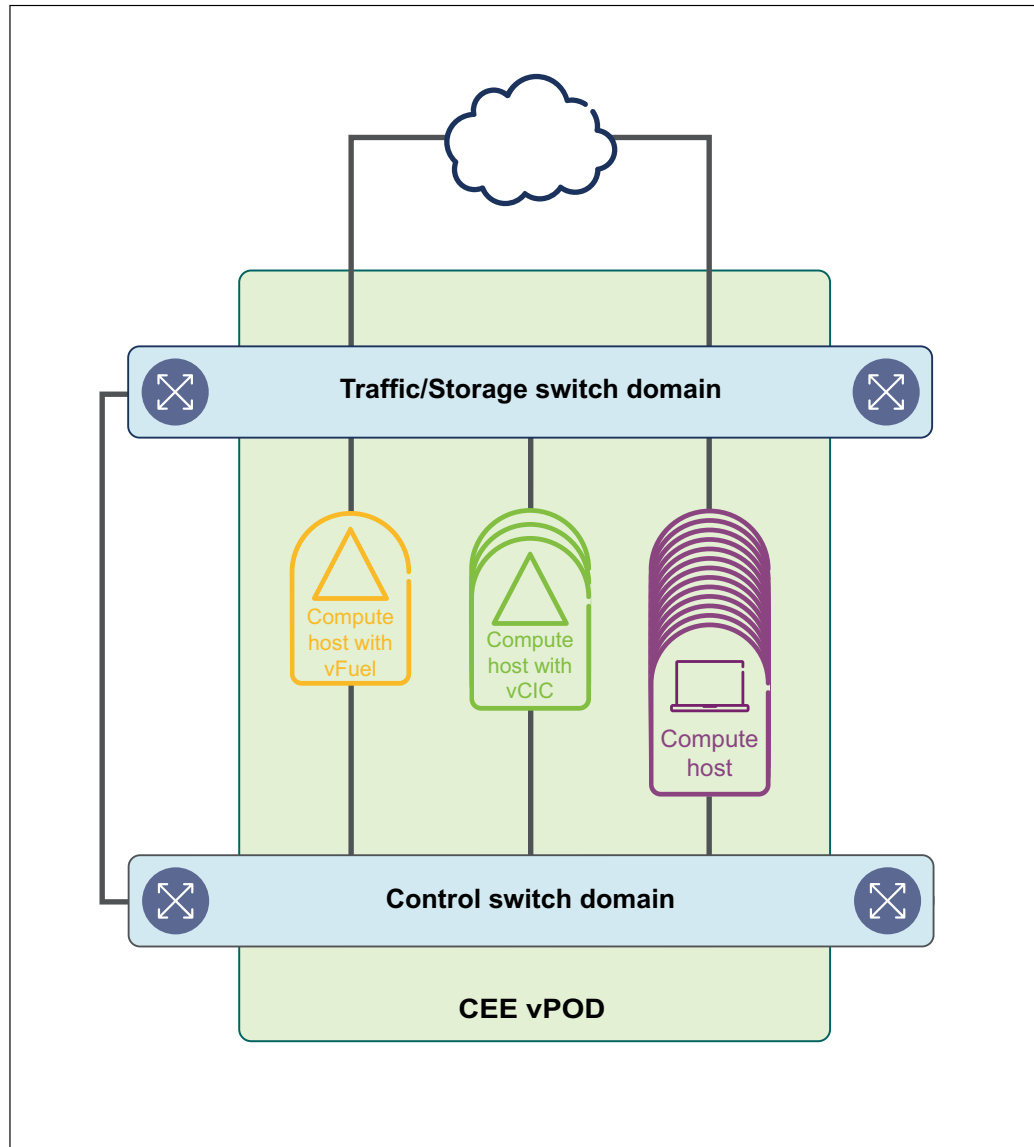 Traffic/Storage switch domain
Compute
host with
vFuel
Compute
host with
vCIC
Compute
host
Control switch domain
CEE vPOD